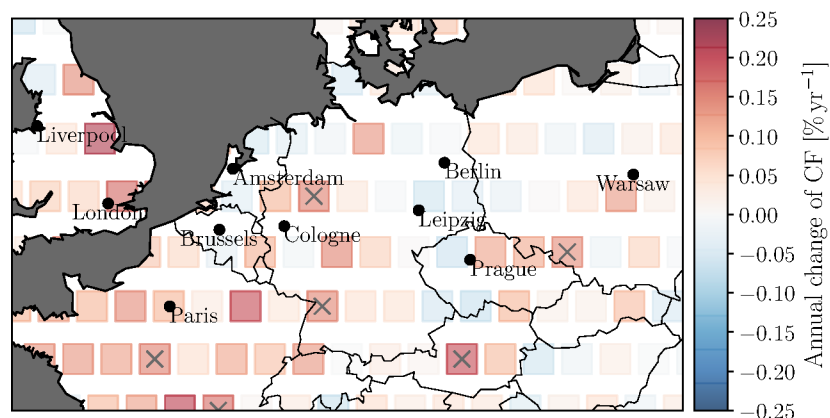 Liverpool
London
Amsterdam
Brussels
Cologne
Paris
Berlin
Leipzig
Prague
Warsaw
0.25
0.20
0.15
0.10
0.05
0.00
−0.05
−0.10
−0.15
−0.20
−0.25
Annual change of CF [% yr⁻¹]